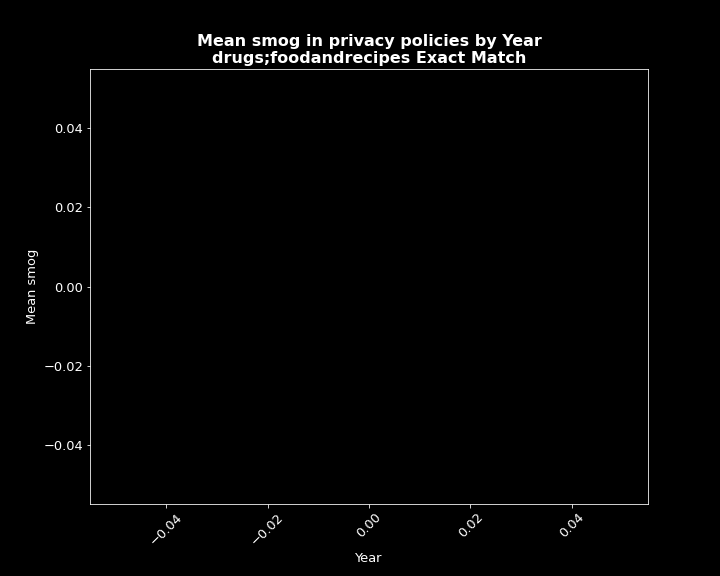 Mean smog in privacy policies by Year
drugs;foodandrecipes Exact Match
0.04
0.02
0.00
−0.02
−0.04
Mean smog
−0.04
−0.02
0.00
0.02
0.04
Year